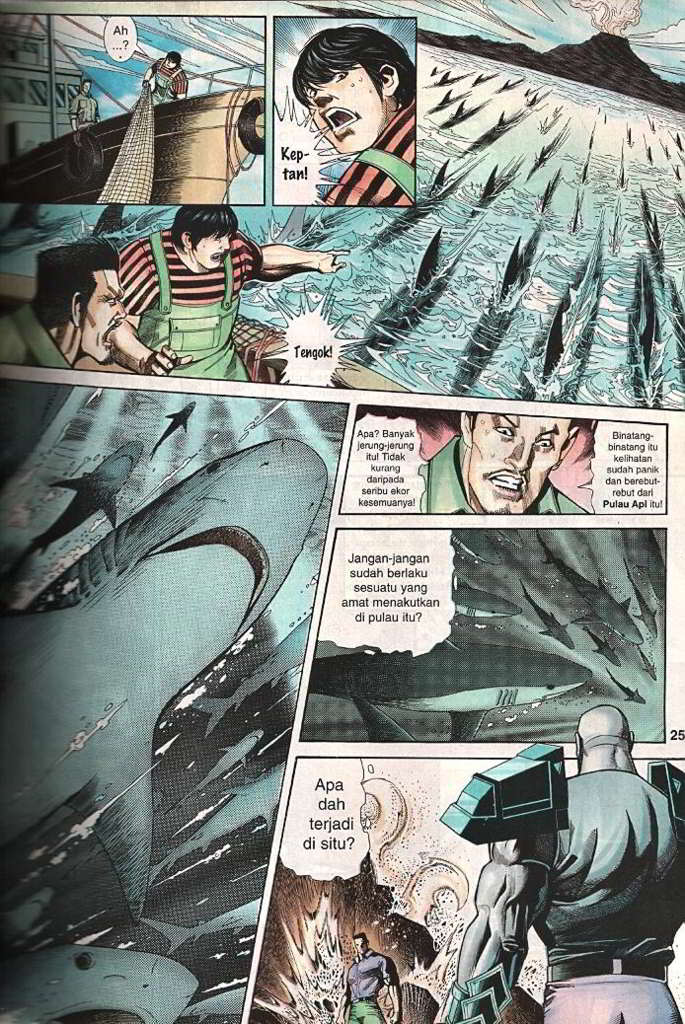 Ah
...?
Kep-
tan!
Tengok!
Apa? Banyak
jerung-jerung
itu! Tidak
kurang
daripada
seribu ekor
kesemuanya!
Binatang-
binatang itu
kelihatan
sudah panik
dan berebut-
rebut dari
Pulau Api itu!
Jangan-jangan
sudah berlaku
sesuatu yang
amat menakutkan
di pulau itu?
25
Apa
dah
terjadi
di situ?